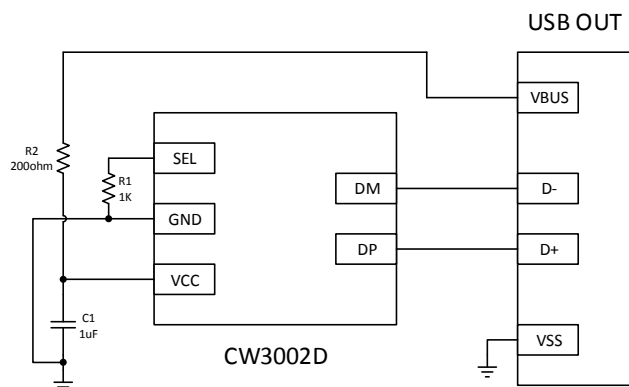 USB OUT
VBUS
R2
200ohm
SEL
R1
1K
DM
D-
GND
DP
D+
VCC
C1
1uF
VSS
CW3002D